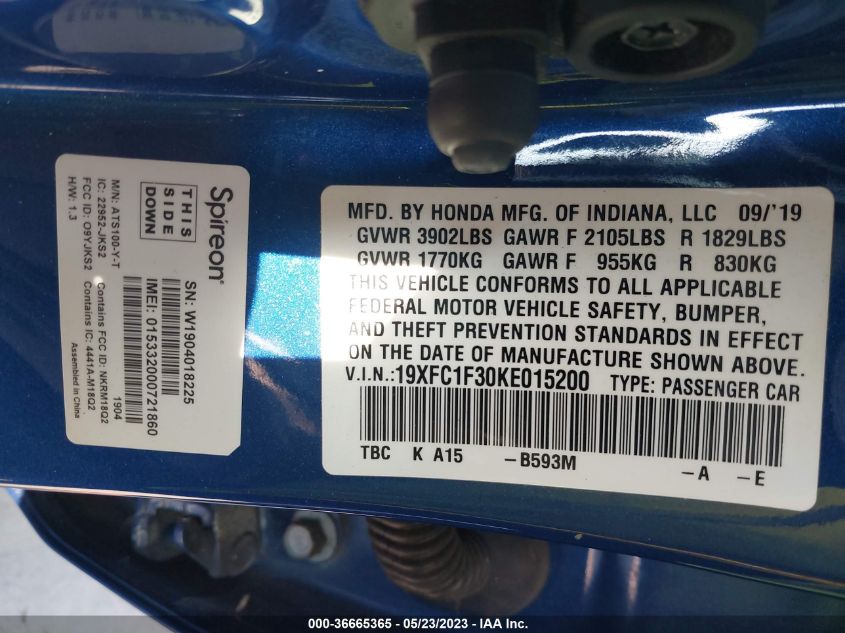 Spireon®
THIS
SIDE
DOWN
SN: W1904018225
IMEI: 015332000721860
M/N: ATS100-Y-T
IC: 22952-JKS2
FCC ID: O9YJKS2
H/W: 1.3
1904
Contains FCC ID: NKRM18Q2
Contains IC: 4441A-M18Q2
Assembled in China
MFD. BY HONDA MFG. OF INDIANA, LLC 09/'19
GVWR 3902LBS GAWR F 2105LBS R 1829LBS
GVWR 1770KG GAWR F 955KG R 830KG
THIS VEHICLE CONFORMS TO ALL APPLICABLE
FEDERAL MOTOR VEHICLE SAFETY, BUMPER,
AND THEFT PREVENTION STANDARDS IN EFFECT
ON THE DATE OF MANUFACTURE SHOWN ABOVE.
V.I.N.:19XFC1F30KE015200 TYPE: PASSENGER CAR
TBC K A15 -B593M -A -E
000-36665365 - 05/23/2023 - IAA Inc.